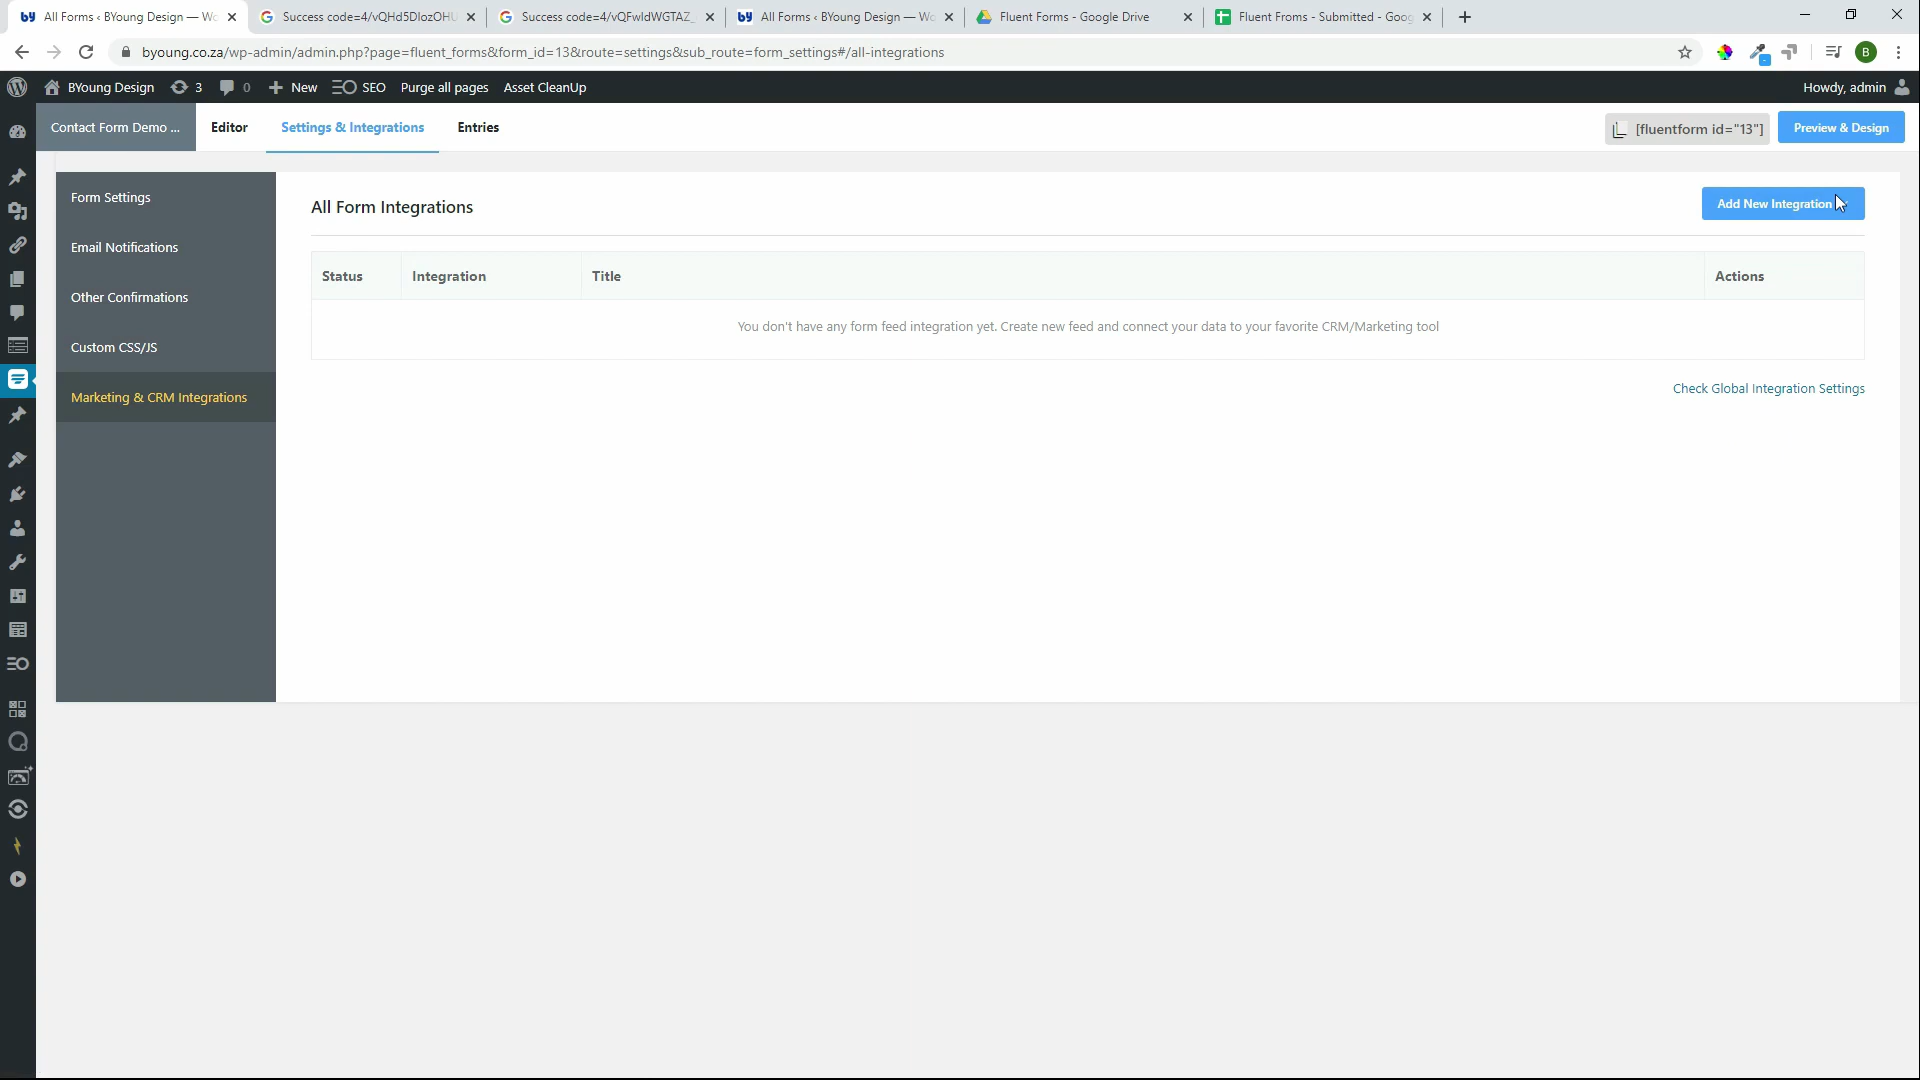 All Forms ‹ BYoung Design — Wo
Success code=4/vQHd5DlozOHU
Success code=4/vQFwldWGTAZ_
All Forms ‹ BYoung Design — Wo
Fluent Forms - Google Drive
Fluent Froms - Submitted - Goog
byoung.co.za/wp-admin/admin.php?page=fluent_forms&form_id=13&route=settings&sub_route=form_settings#/all-integrations
B
BYoung Design
3
0
New
SEO
Purge all pages
Asset CleanUp
Howdy, admin
Contact Form Demo ...
Editor
Settings & Integrations
Entries
[fluentform id="13"]
Preview & Design
Form Settings
Email Notifications
Other Confirmations
Custom CSS/JS
Marketing & CRM Integrations
All Form Integrations
Add New Integration
Status
Integration
Title
Actions
You don't have any form feed integration yet. Create new feed and connect your data to your favorite CRM/Marketing tool
Check Global Integration Settings